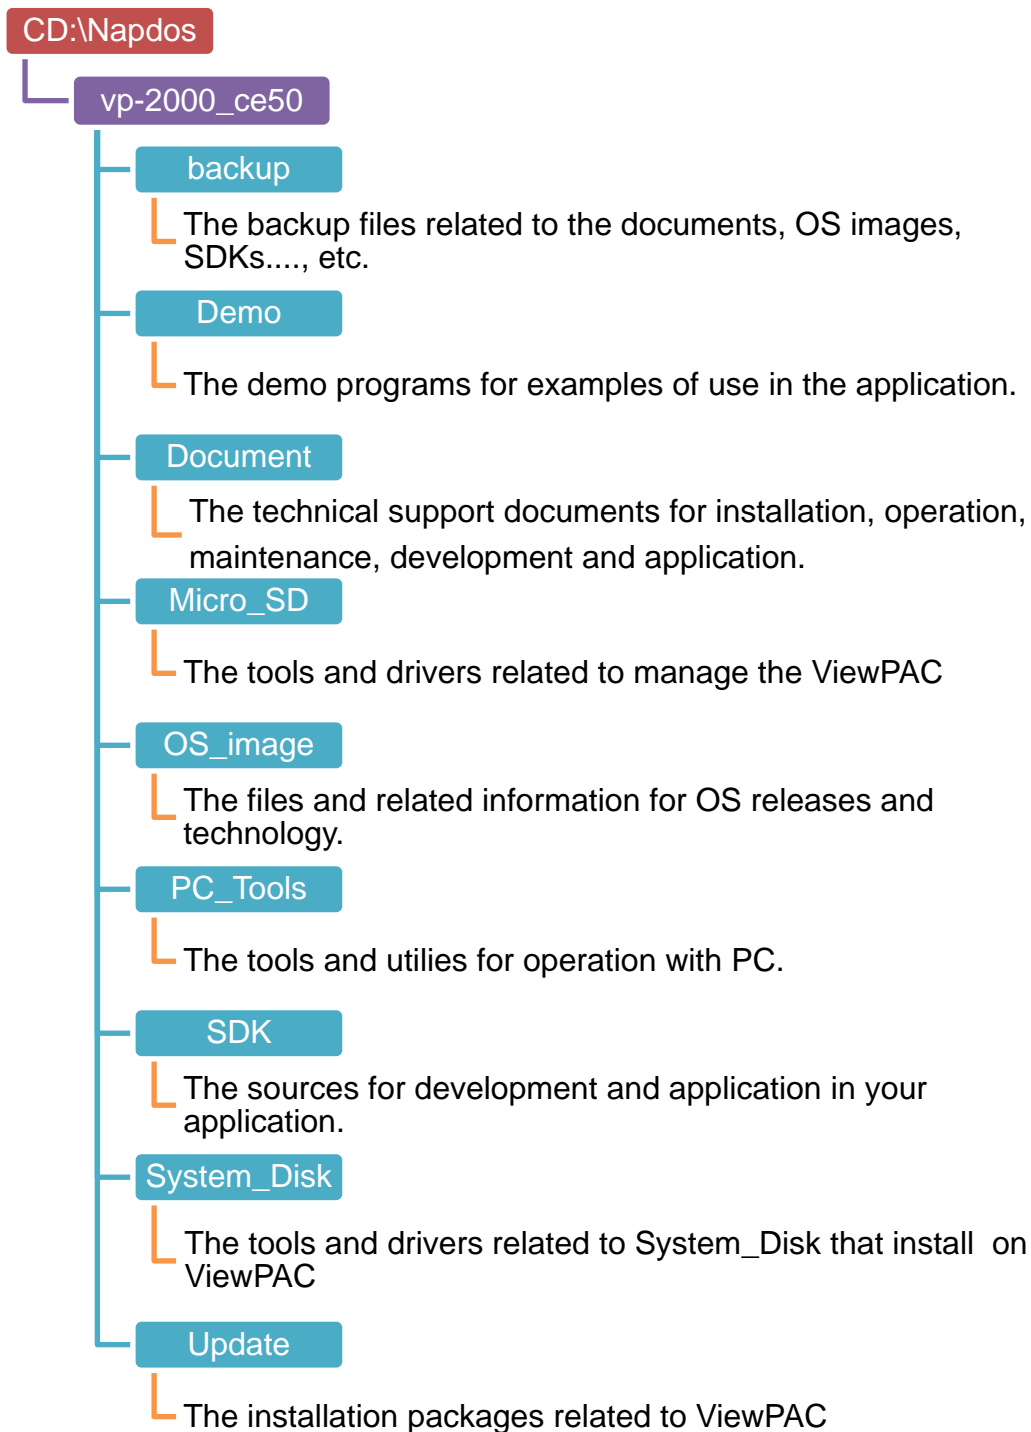 CD:\Napdos
vp-2000_ce50
backup
The backup files related to the documents, OS images,
SDKs...., etc.
Demo
The demo programs for examples of use in the application.
Document
The technical support documents for installation, operation,
maintenance, development and application.
Micro_SD
The tools and drivers related to manage the ViewPAC
OS_image
The files and related information for OS releases and
technology.
PC_Tools
The tools and utilies for operation with PC.
SDK
The sources for development and application in your
application.
System_Disk
The tools and drivers related to System_Disk that install  on
ViewPAC
Update
The installation packages related to ViewPAC